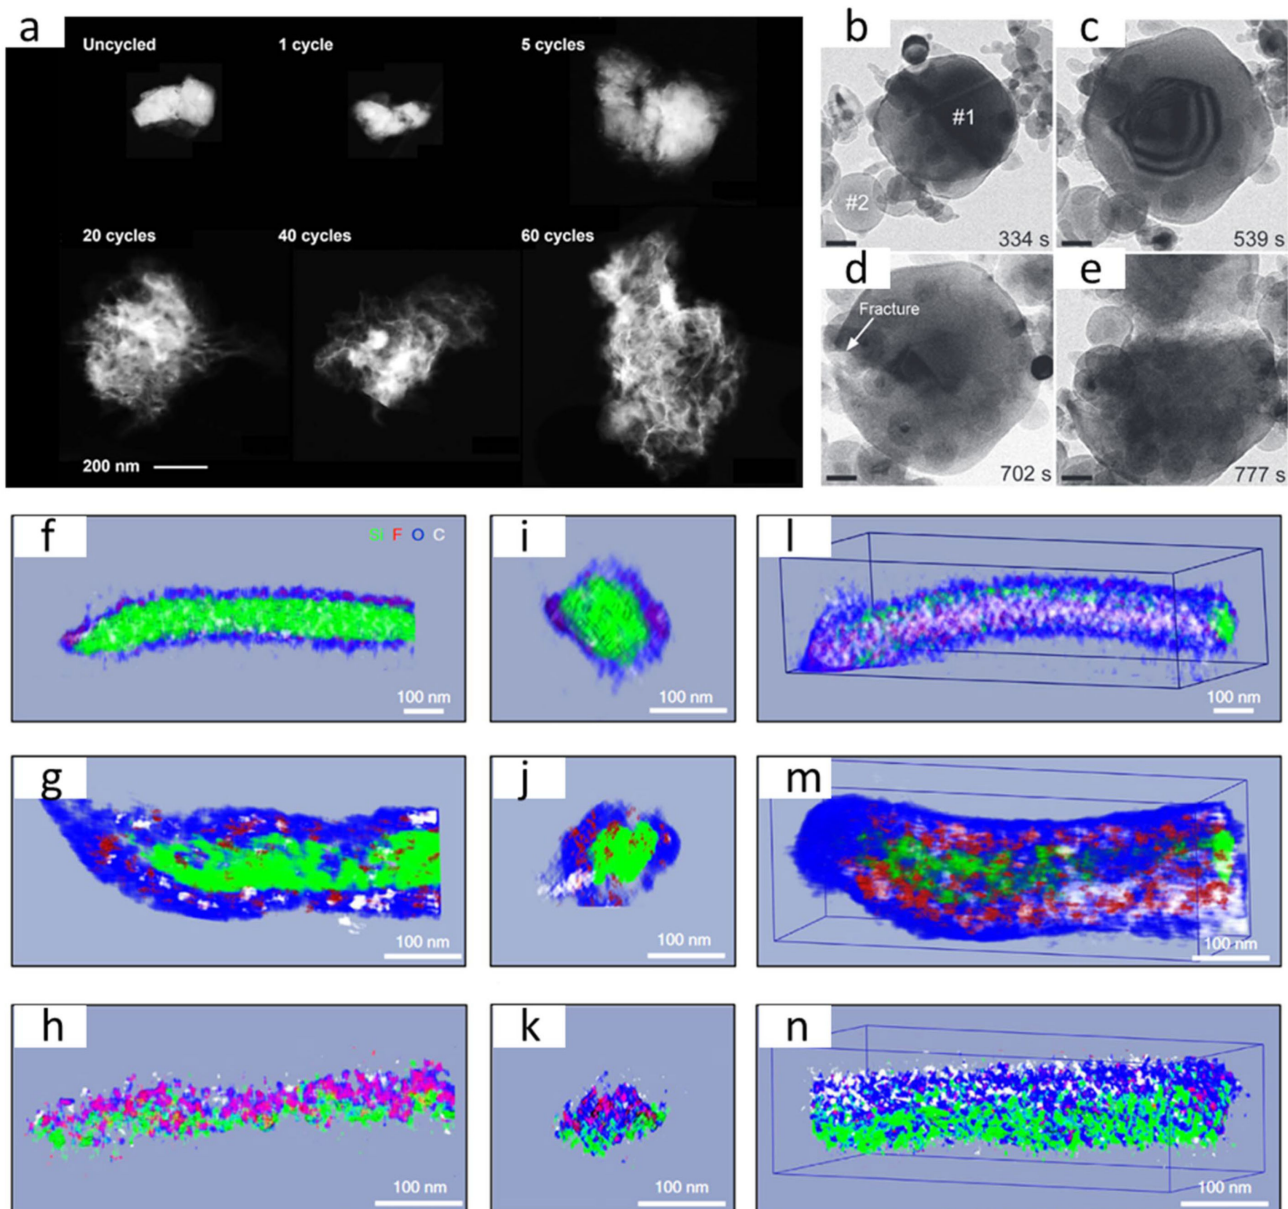 a
Uncycled
1 cycle
5 cycles
20 cycles
40 cycles
60 cycles
200 nm
b
#1
#2
334 s
c
539 s
d
Fracture
702 s
e
777 s
f
Si F O C
100 nm
i
100 nm
l
100 nm
g
100 nm
j
100 nm
m
100 nm
h
100 nm
k
100 nm
n
100 nm